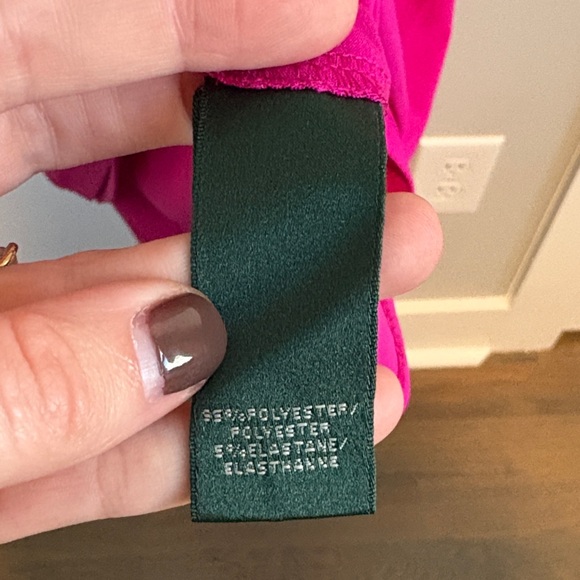 95%POLYESTER/
POLYESTER
5%ELASTANE/
ELASTHANNE